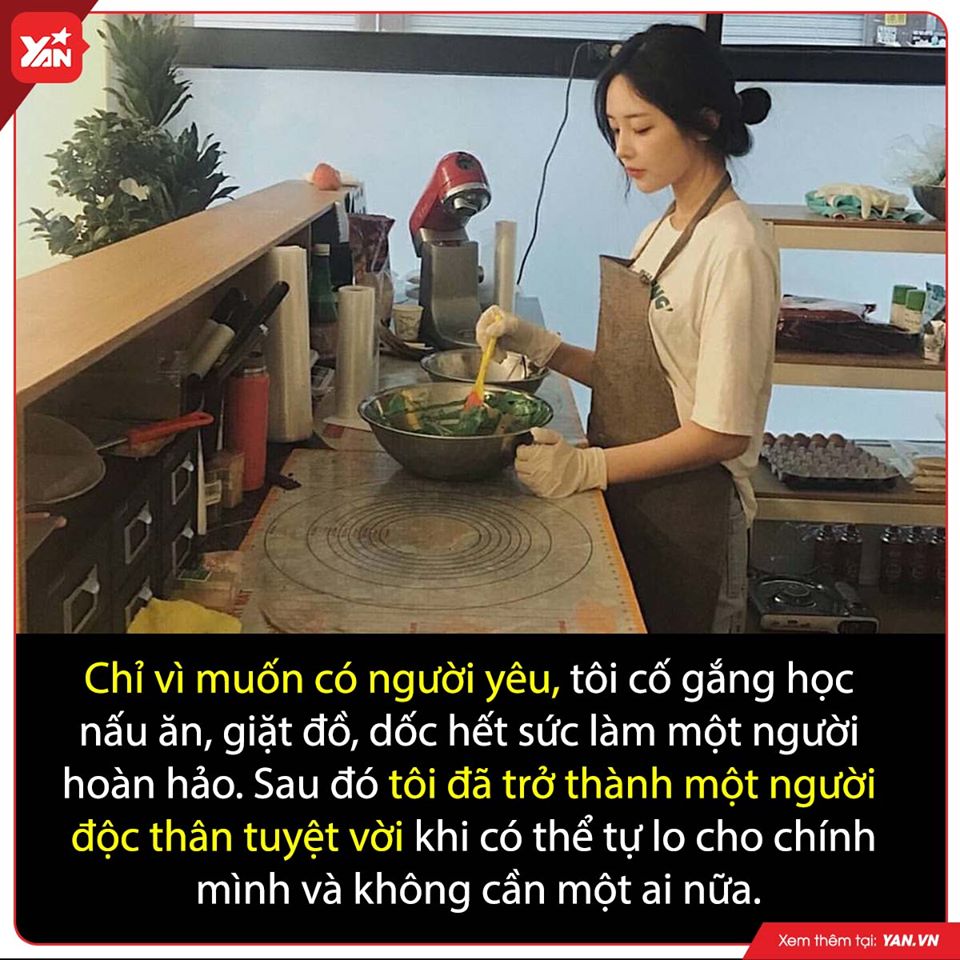 YAN
Chỉ vì muốn có người yêu, tôi cố gắng học
nấu ăn, giặt đồ, dốc hết sức làm một người
hoàn hảo. Sau đó tôi đã trở thành một người
độc thân tuyệt vời khi có thể tự lo cho chính
mình và không cần một ai nữa.
Xem thêm tại: YAN.VN